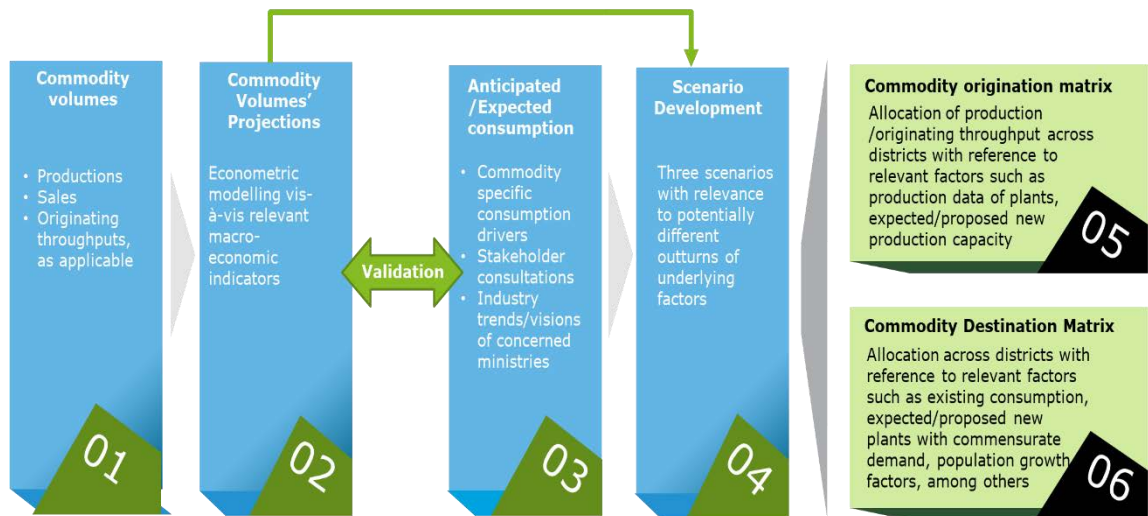 Commodity
volumes
• Productions
• Sales
• Originating
throughputs,
as applicable
01
Commodity
Volumes’
Projections
Econometric
modelling vis-
à-vis relevant
macro-
economic
indicators
02
Validation
Anticipated
/Expected
consumption
• Commodity
specific
consumption
drivers
• Stakeholder
consultations
• Industry
trends/visions
of concerned
ministries
03
Scenario
Development
Three scenarios
with relevance
to potentially
different
outturns of
underlying
factors
04
Commodity origination matrix
Allocation of production
/originating throughput across
districts with reference to
relevant factors such as
production data of plants,
expected/proposed new
production capacity
05
Commodity Destination Matrix
Allocation across districts with
reference to relevant factors
such as existing consumption,
expected/proposed new
plants with commensurate
demand, population growth
factors, among others
06